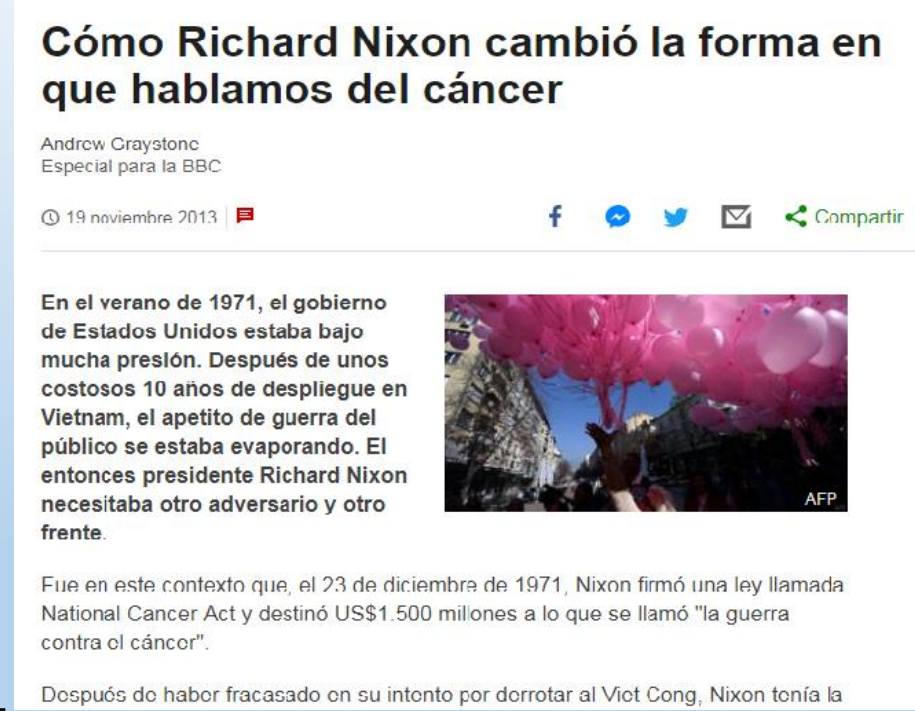 Cómo Richard Nixon cambió la forma en
que hablamos del cáncer
Andrew Graystone
Especial para la BBC
19 noviembre 2013
Compartir
En el verano de 1971, el gobierno
de Estados Unidos estaba bajo
mucha presión. Después de unos
costosos 10 años de despliegue en
Vietnam, el apetito de guerra del
público se estaba evaporando. El
entonces presidente Richard Nixon
necesitaba otro adversario y otro
frente.
AFP
Fue en este contexto que, el 23 de diciembre de 1971, Nixon firmó una ley llamada
National Cancer Act y destinó US$1.500 millones a lo que se llamó "la guerra
contra el cáncer".
Después de haber fracasado en su intento por derrotar al Viet Cong, Nixon tenía la